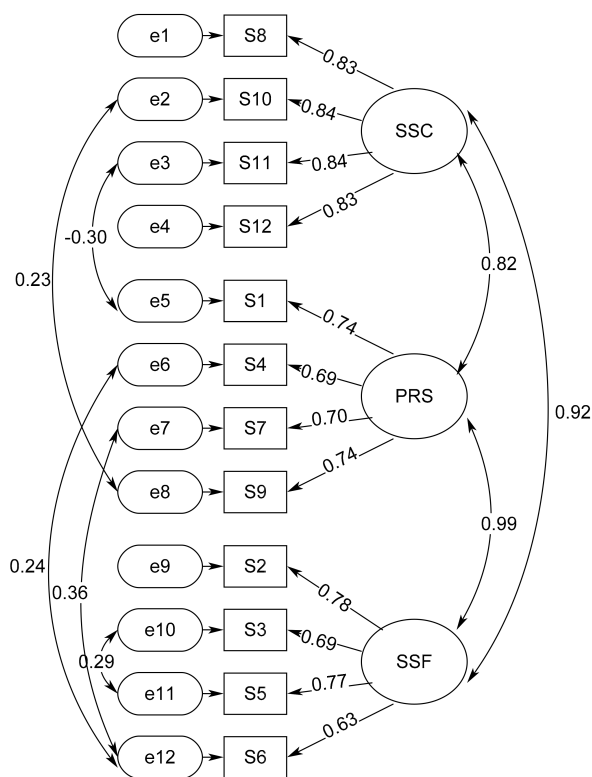 e1 S8
0.83
e2 S10
0.84
SSC
e3 S11
0.84
e4 S12
0.83
-0.30
0.23
0.82
e5 S1
0.74
e6 S4
0.69
PRS
e7 S7
0.70
0.92
e8 S9
0.74
0.99
e9 S2
0.24
0.36
0.78
e10 S3
0.69
0.29
SSF
e11 S5
0.77
e12 S6
0.63